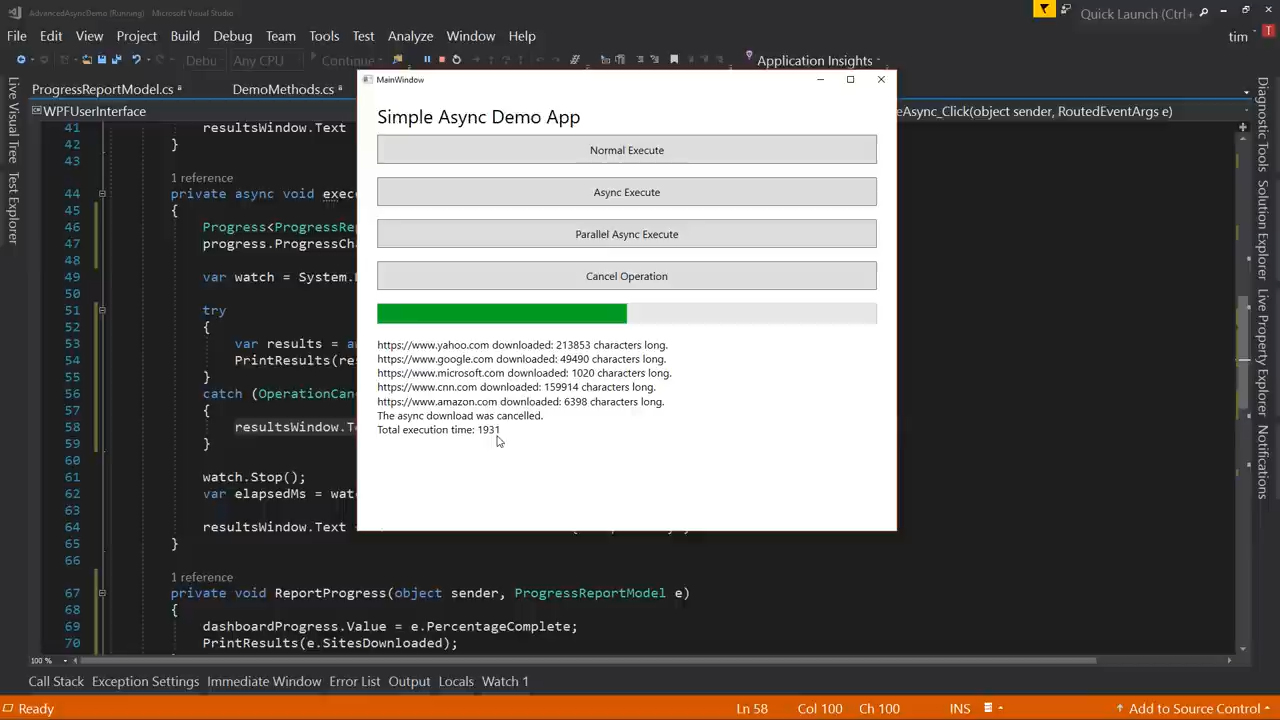 AdvancedAsyncDemo (Running) - Microsoft Visual Studio
Quick Launch (Ctrl+
File Edit View Project Build Debug Team Tools Test Analyze Window Help
tim
T
Debu
Any CPU
Continue
Application Insights
MainWindow
ProgressReportModel.cs
DemoMethods.cs
WPFUserInterface
eAsync_Click(object sender, RoutedEventArgs e)
Live Visual Tree
Test Explorer
Diagnostic Tools
Solution Explorer
Live Property Explorer
Notifications
Simple Async Demo App
Normal Execute
Async Execute
Parallel Async Execute
Cancel Operation
https://www.yahoo.com downloaded: 213853 characters long.
https://www.google.com downloaded: 49490 characters long.
https://www.microsoft.com downloaded: 1020 characters long.
https://www.cnn.com downloaded: 159914 characters long.
https://www.amazon.com downloaded: 6398 characters long.
The async download was cancelled.
Total execution time: 1931
41 resultsWindow.Text
42 }
43
1 reference
44 private async void exec
45 {
46 Progress<ProgressRe
47 progress.ProgressCha
48
49 var watch = System.
50
51 try
52 {
53 var results = a
54 PrintResults(res
55 }
56 catch (OperationCan
57 {
58 resultsWindow.Te
59 }
60
61 watch.Stop();
62 var elapsedMs = wat
63
64 resultsWindow.Text
65 }
66
1 reference
67 private void ReportProgress(object sender, ProgressReportModel e)
68 {
69 dashboardProgress.Value = e.PercentageComplete;
70 PrintResults(e.SitesDownloaded);
100 %
Call Stack Exception Settings Immediate Window Error List Output Locals Watch 1
Ready
Ln 58 Col 100 Ch 100 INS
Add to Source Control